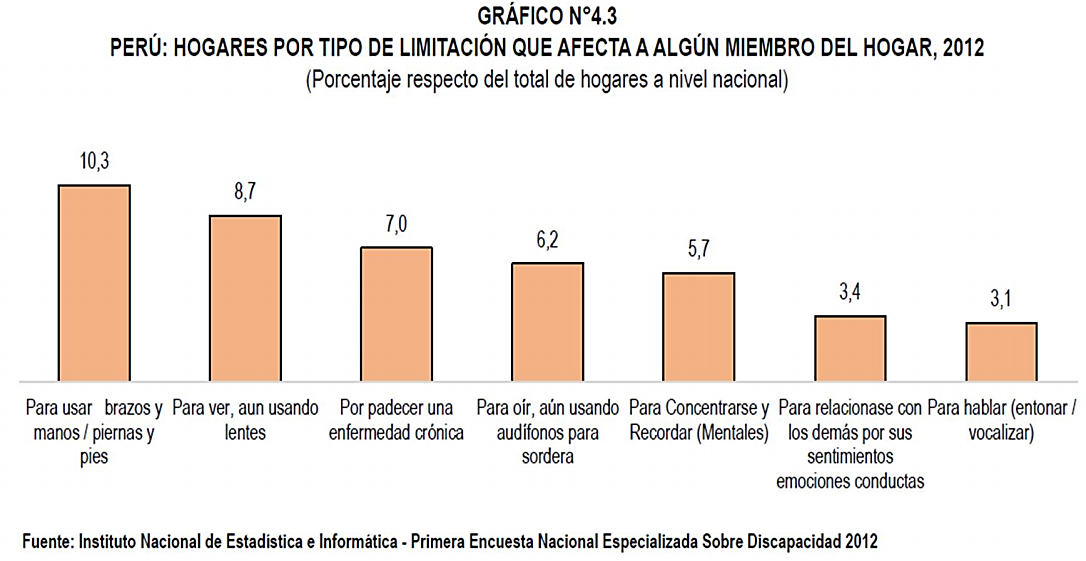 GRÁFICO N°4.3
PERÚ: HOGARES POR TIPO DE LIMITACIÓN QUE AFECTA A ALGÚN MIEMBRO DEL HOGAR, 2012
(Porcentaje respecto del total de hogares a nivel nacional)
10,3
8,7
7,0
6,2
5,7
3,4
3,1
Para usar brazos y
manos / piernas y
pies
Para ver, aun usando
lentes
Por padecer una
enfermedad crónica
Para oír, aún usando
audífonos para
sordera
Para Concentrarse y
Recordar (Mentales)
Para relacionase con
los demás por sus
sentimientos
emociones conductas
Para hablar (entonar /
vocalizar)
Fuente: Instituto Nacional de Estadística e Informática - Primera Encuesta Nacional Especializada Sobre Discapacidad 2012